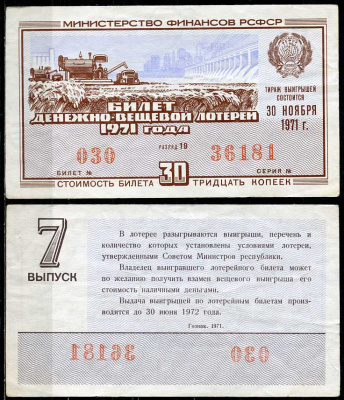 МИНИСТЕРСТВО ФИНАНСОВ РСФСР
ТИРАЖ ВЫИГРЫШЕЙ
СОСТОИТСЯ
30 НОЯБРЯ
1971 г.
БИЛЕТ
ДЕНЕЖНО-ВЕЩЕВОЙ ЛОТЕРЕИ
1971 ГОДА
РАЗРЯД 19
030
36181
БИЛЕТ №
30
СЕРИЯ №
СТОИМОСТЬ БИЛЕТА ТРИДЦАТЬ КОПЕЕК
7
ВЫПУСК
В лотерее разыгрываются выигрыши, перечень и
количество которых установлены условиями лотереи,
утвержденными Советом Министров республики.
Владелец выигравшего лотерейного билета может
по желанию получить взамен вещевого выигрыша его
стоимость наличными деньгами.
Выдача выигрышей по лотерейным билетам произ-
водится до 30 июня 1972 года.
Гознак. 1971.
36181
030